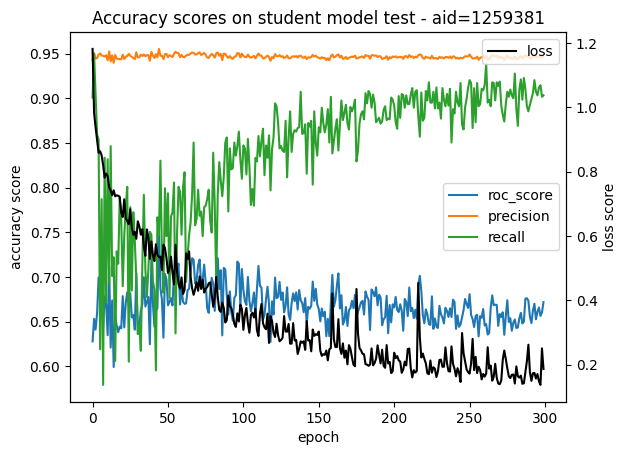 Accuracy scores on student model test - aid=1259381
accuracy score
0.95
0.90
0.85
0.80
0.75
0.70
0.65
0.60
loss
roc_score
precision
recall
1.2
1.0
0.8
0.6
0.4
0.2
loss score
0
50
100
150
200
250
300
epoch